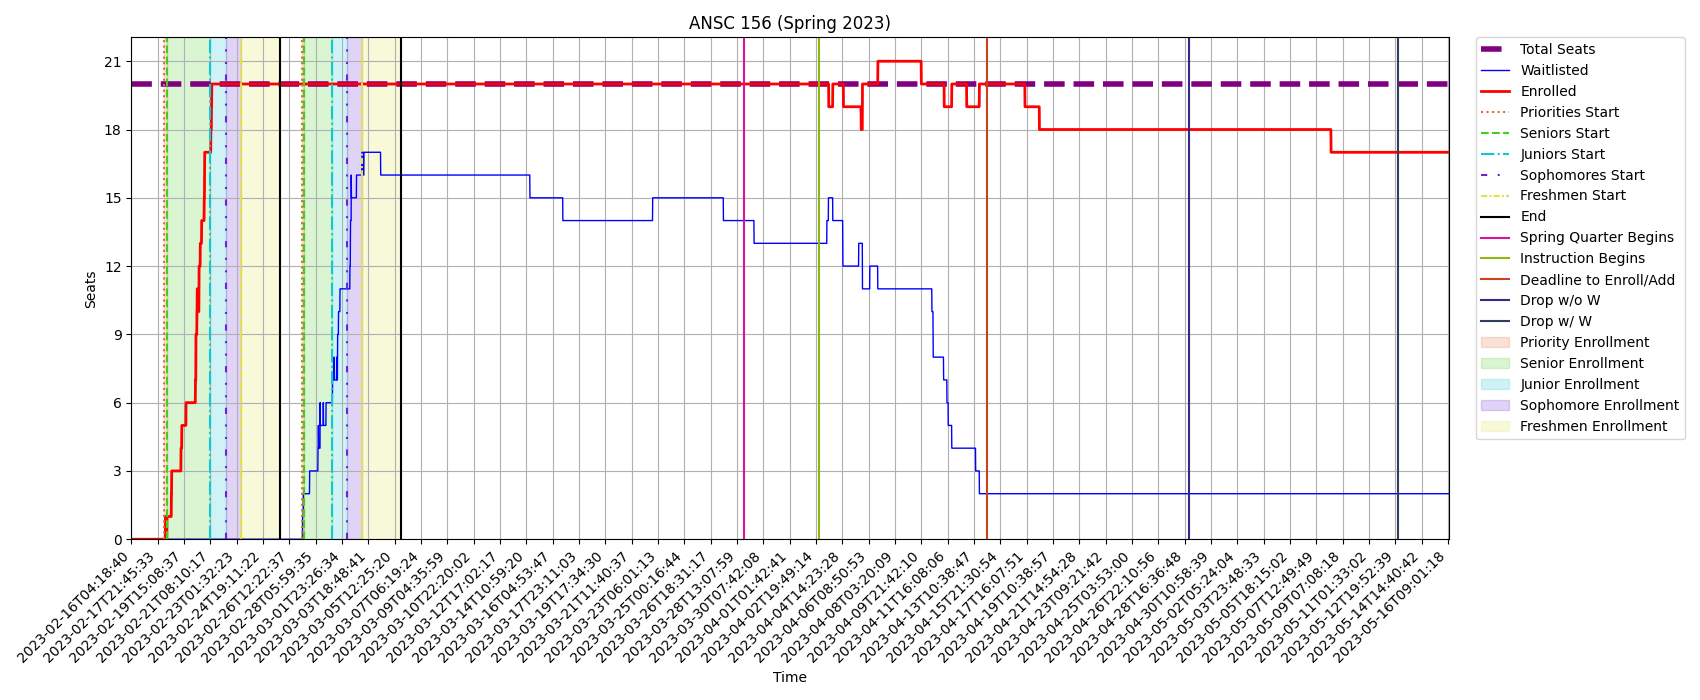 ANSC 156 (Spring 2023)
Seats
21
18
15
12
9
6
3
0
2023-02-16T04:18:40
2023-02-17T21:45:33
2023-02-19T15:08:37
2023-02-21T08:10:17
2023-02-23T01:32:23
2023-02-24T19:11:22
2023-02-26T12:22:37
2023-02-28T05:59:35
2023-03-01T23:26:34
2023-03-03T18:48:41
2023-03-05T12:25:20
2023-03-07T06:19:24
2023-03-09T04:35:59
2023-03-10T22:20:02
2023-03-12T17:02:17
2023-03-14T10:59:20
2023-03-16T04:53:47
2023-03-17T23:11:03
2023-03-19T17:34:30
2023-03-21T11:40:37
2023-03-23T06:01:13
2023-03-25T00:16:44
2023-03-26T18:31:17
2023-03-28T13:07:59
2023-03-30T07:42:08
2023-04-01T01:42:41
2023-04-02T19:49:14
2023-04-04T14:23:28
2023-04-06T08:50:53
2023-04-08T03:20:09
2023-04-09T21:42:10
2023-04-11T16:08:06
2023-04-13T10:38:47
2023-04-15T21:30:54
2023-04-17T16:07:51
2023-04-19T10:38:57
2023-04-21T14:54:28
2023-04-23T09:21:42
2023-04-25T03:53:00
2023-04-26T22:10:56
2023-04-28T16:36:48
2023-04-30T10:58:39
2023-05-02T05:24:04
2023-05-03T23:48:33
2023-05-05T18:15:02
2023-05-07T12:49:49
2023-05-09T07:08:18
2023-05-11T01:33:02
2023-05-12T19:52:39
2023-05-14T14:40:42
2023-05-16T09:01:18
Time
Total Seats
Waitlisted
Enrolled
Priorities Start
Seniors Start
Juniors Start
Sophomores Start
Freshmen Start
End
Spring Quarter Begins
Instruction Begins
Deadline to Enroll/Add
Drop w/o W
Drop w/ W
Priority Enrollment
Senior Enrollment
Junior Enrollment
Sophomore Enrollment
Freshmen Enrollment